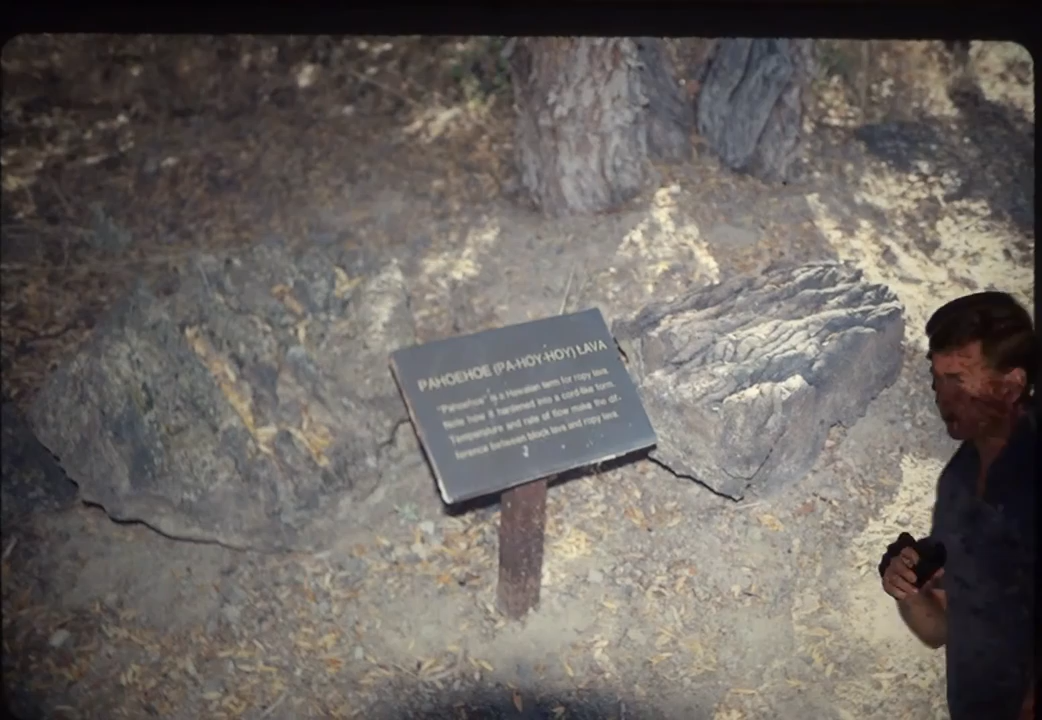 PAHOEHOE (PA-HOY-HOY) LAVA
"Pahoehoe" is a Hawaiian term for ropy lava.
Note how it hardened into a cord-like form.
Temperature and rate of flow make the dif-
ference between block lava and ropy lava.